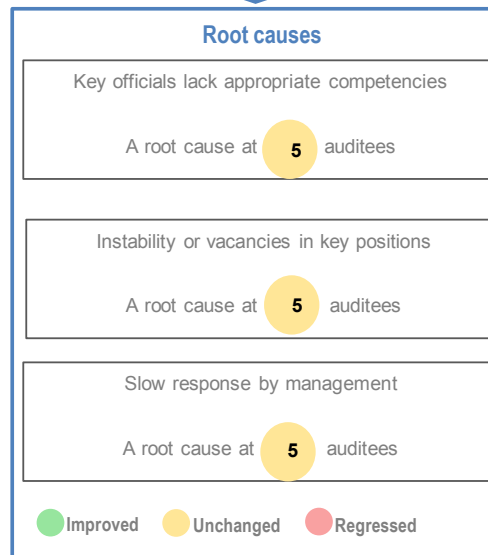 Root causes
Key officials lack appropriate competencies
A root cause at 5 auditees
Instability or vacancies in key positions
A root cause at 5 auditees
Slow response by management
A root cause at 5 auditees
Improved Unchanged Regressed